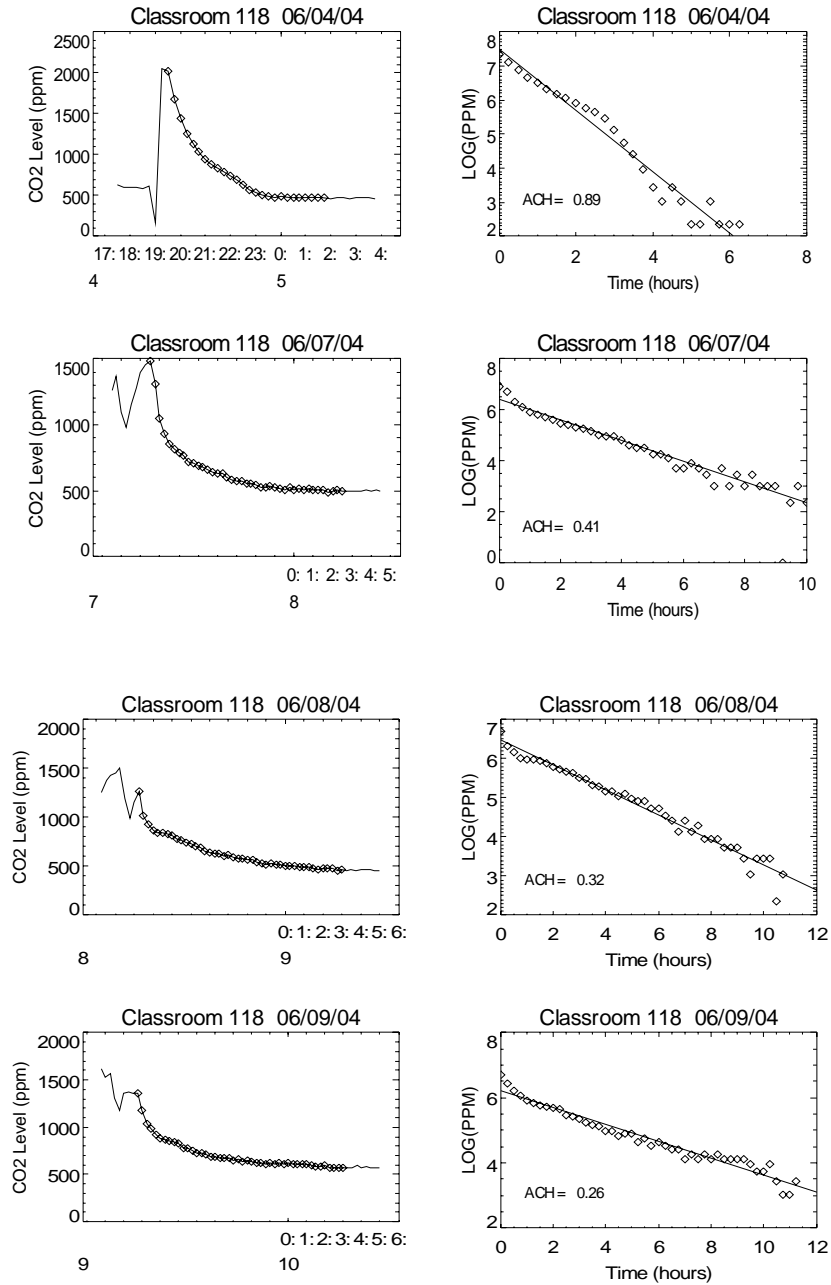 Classroom 118 06/04/04
CO2 Level (ppm)
2500
2000
1500
1000
500
0
17: 18: 19: 20: 21: 22: 23: 0: 1: 2: 3: 4:
4 5
Classroom 118 06/04/04
LOG(PPM)
8
7
6
5
4
3
2
ACH= 0.89
0 2 4 6 8
Time (hours)
Classroom 118 06/07/04
CO2 Level (ppm)
1500
1000
500
0
0: 1: 2: 3: 4: 5:
7 8
Classroom 118 06/07/04
LOG(PPM)
8
6
4
2
0
ACH= 0.41
0 2 4 6 8 10
Time (hours)
Classroom 118 06/08/04
CO2 Level (ppm)
2000
1500
1000
500
0
0: 1: 2: 3: 4: 5: 6:
8 9
Classroom 118 06/08/04
LOG(PPM)
7
6
5
4
3
2
ACH= 0.32
0 2 4 6 8 10 12
Time (hours)
Classroom 118 06/09/04
CO2 Level (ppm)
2000
1500
1000
500
0
0: 1: 2: 3: 4: 5: 6:
9 10
Classroom 118 06/09/04
LOG(PPM)
8
6
4
2
ACH= 0.26
0 2 4 6 8 10 12
Time (hours)